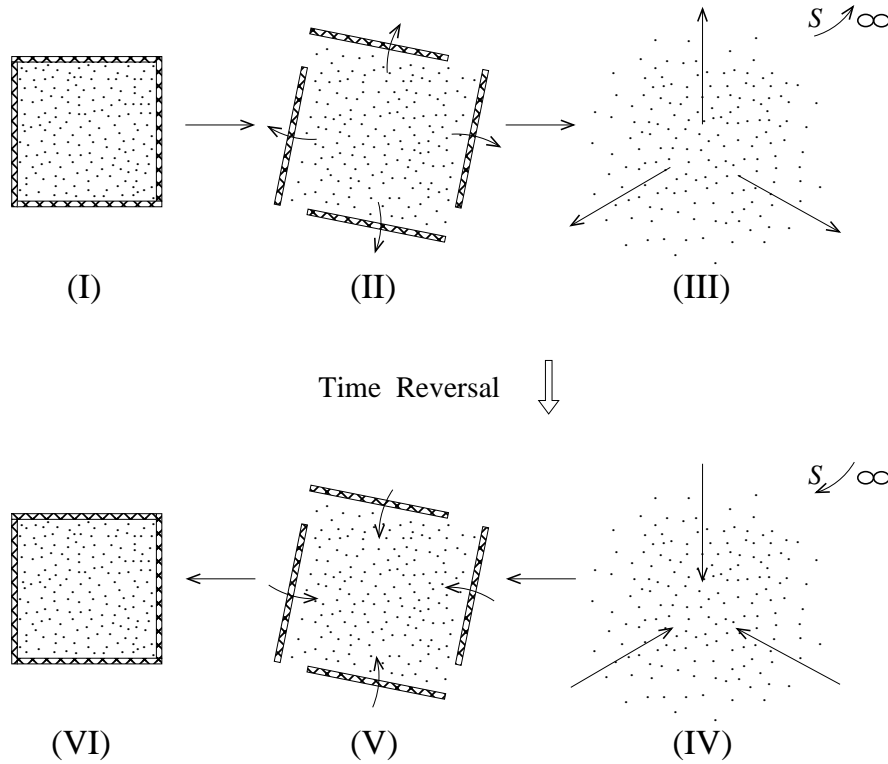 S ∞
(I) (II) (III)
Time Reversal
S ∞
(VI) (V) (IV)